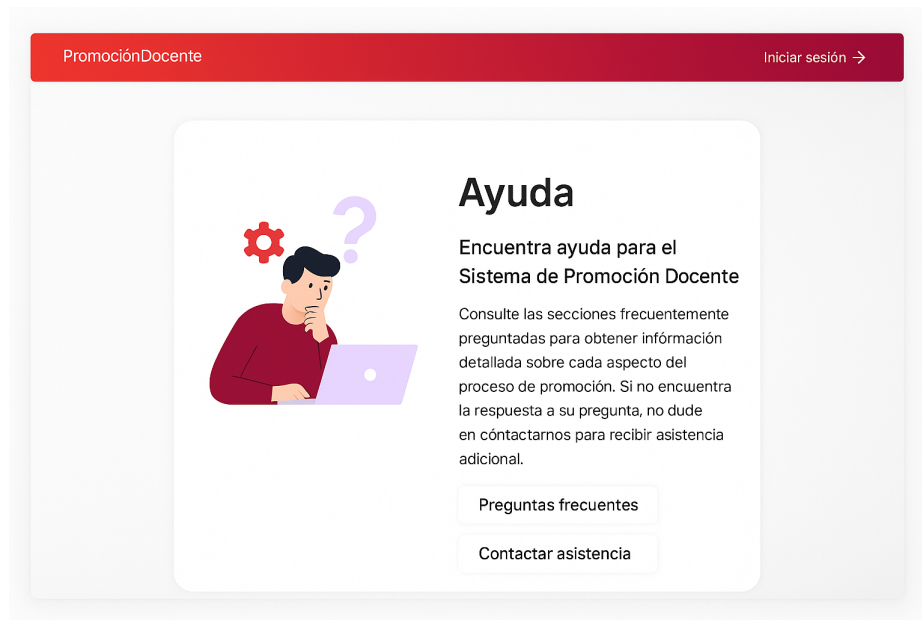 PromociónDocente
Iniciar sesión →
Ayuda
Encuentra ayuda para el
Sistema de Promoción Docente
Consulte las secciones frecuentemente
preguntadas para obtener infórmación
detallada sobre cada aspecto del
proceso de promoción. Si no encuentra
la respuesta a su pregunta, no dude
en cóntactarnos para recibir asistencia
adicional.
Preguntas frecuentes
Contactar asistencia
?